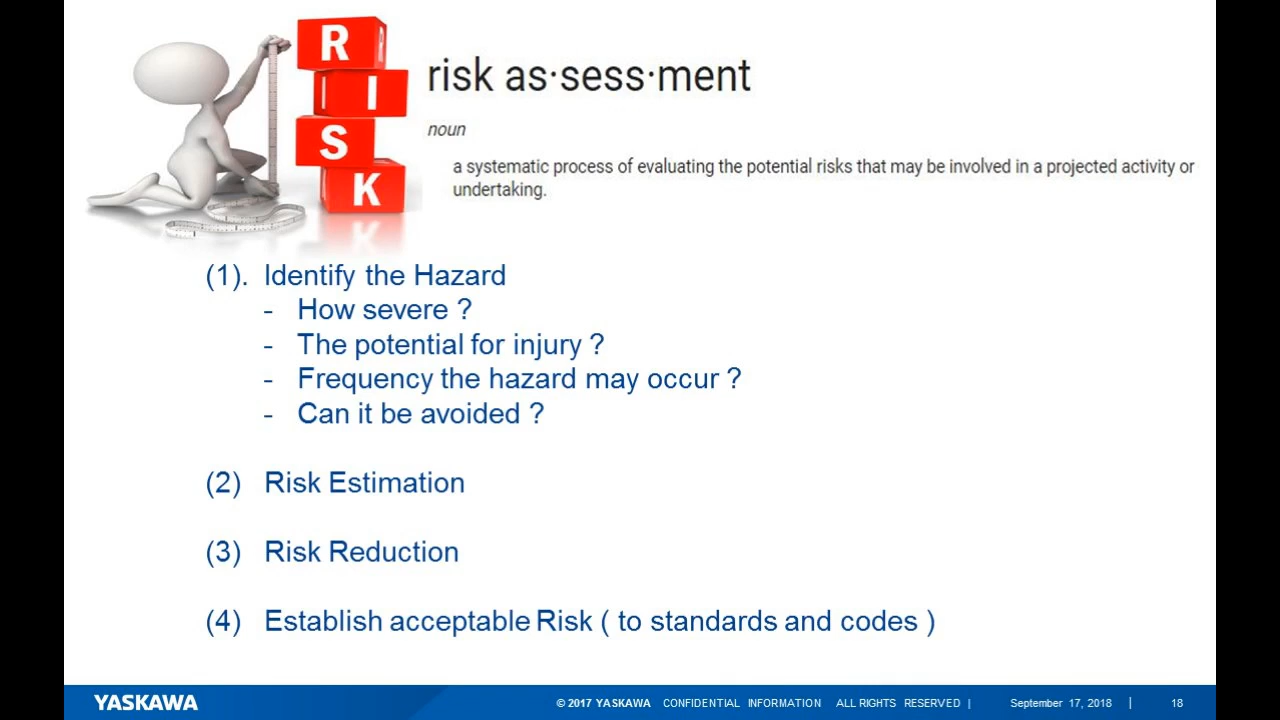 R
I
S
K
risk as·sess·ment
noun
a systematic process of evaluating the potential risks that may be involved in a projected activity or
undertaking.
(1). Identify the Hazard
- How severe ?
- The potential for injury ?
- Frequency the hazard may occur ?
- Can it be avoided ?
(2) Risk Estimation
(3) Risk Reduction
(4) Establish acceptable Risk ( to standards and codes )
YASKAWA © 2017 YASKAWA CONFIDENTIAL INFORMATION ALL RIGHTS RESERVED | September 17, 2018 | 18